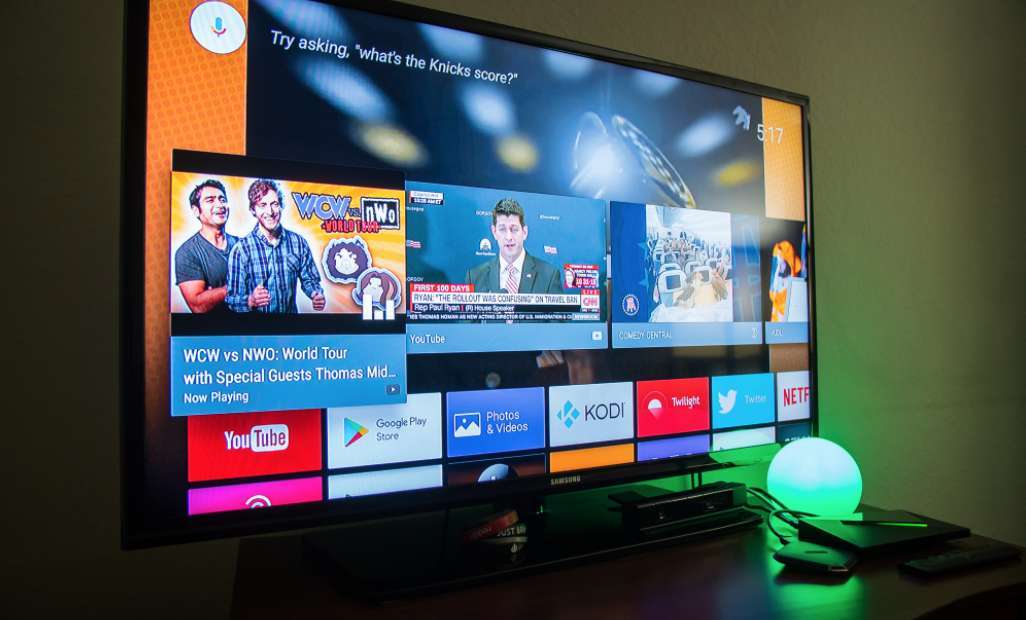 Try asking, "what's the Knicks score?"
5:17
WCW vs. nWo
-WORLD TOUR-
FIRST 100 DAYS
RYAN: "THE ROLLOUT WAS CONFUSING" ON TRAVEL BAN
Rep Paul Ryan | (R) House Speaker
LIVE
CNN
WCW vs NWO: World Tour
with Special Guests Thomas Mid...
Now Playing
YouTube
COMEDY CENTRAL
YouTube
Google Play
Store
Photos
& Videos
KODI
Twilight
Twitter
NETF
SAMSUNG